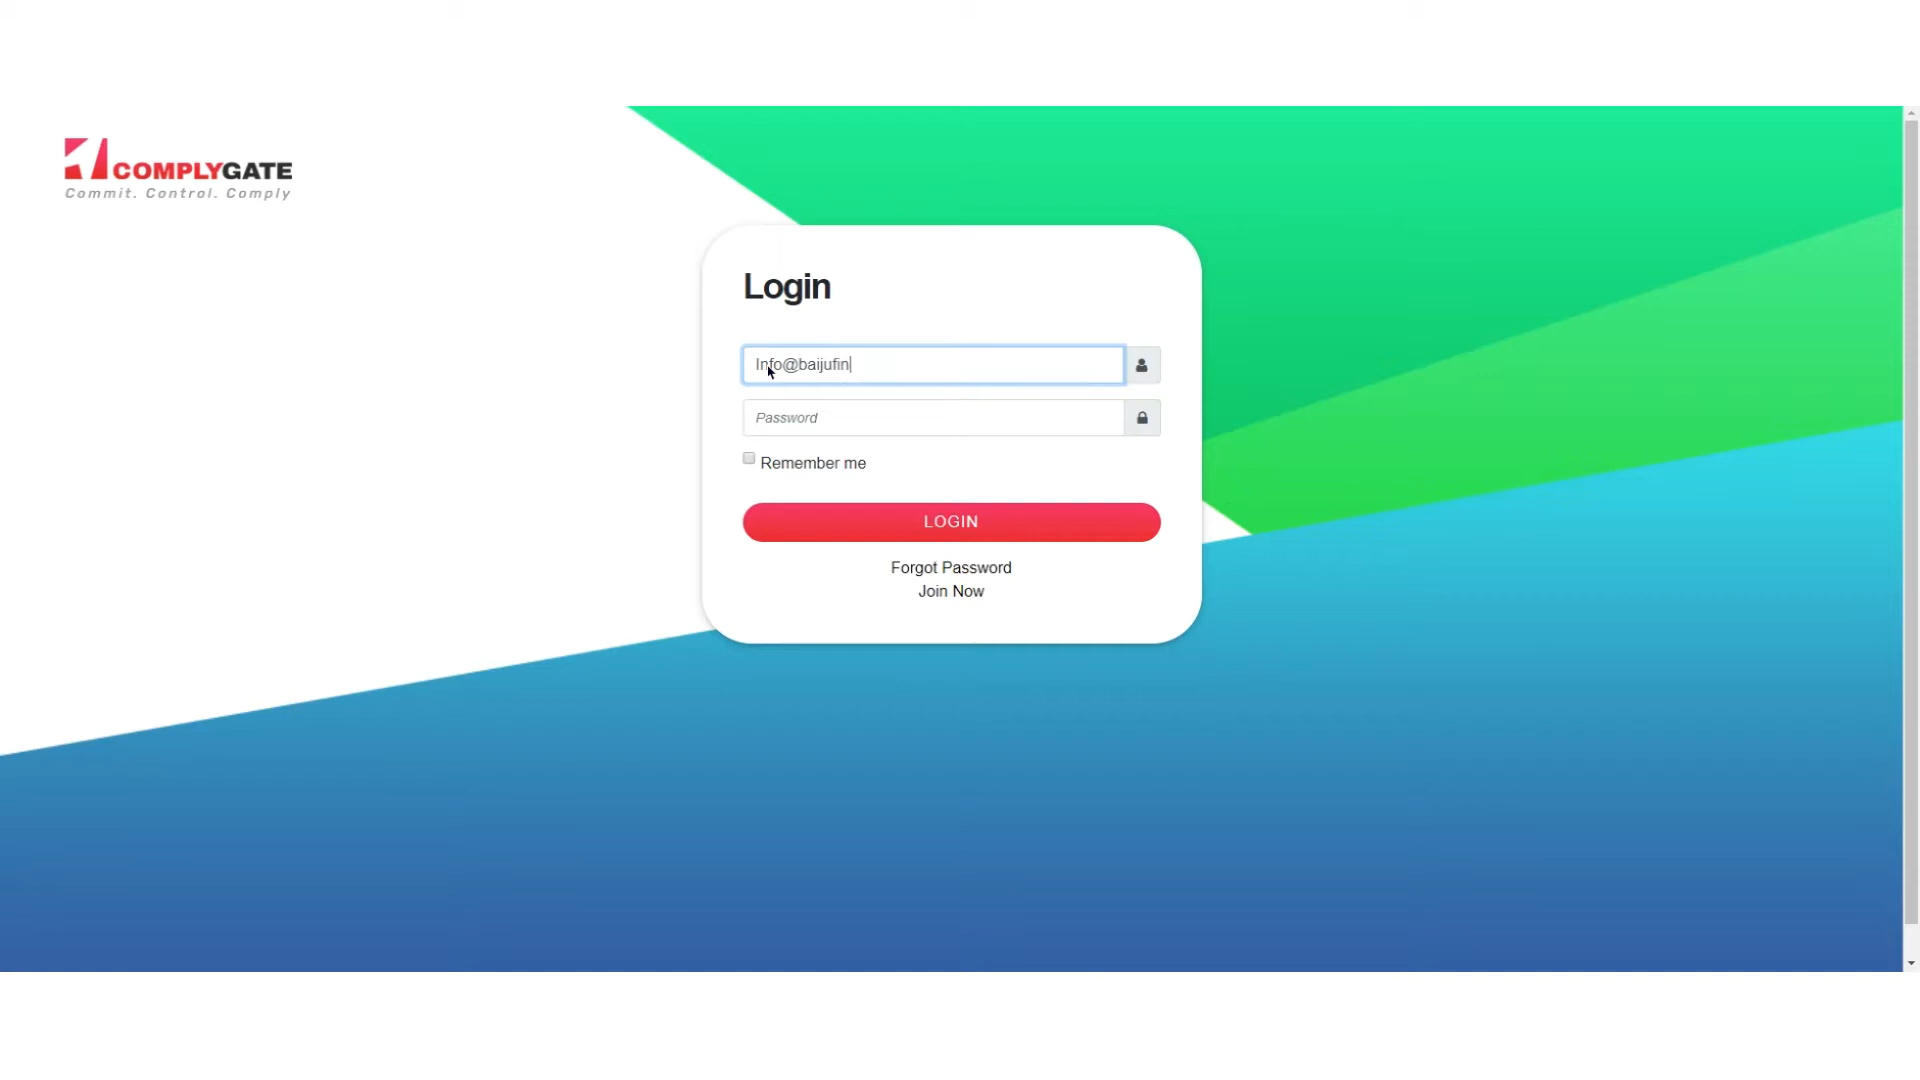 COMPLYGATE
Commit. Control. Comply
Login
Info@baijufin
Password
Remember me
LOGIN
Forgot Password
Join Now